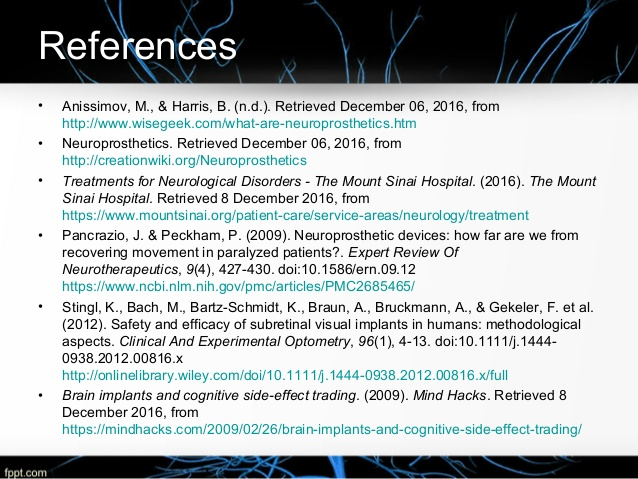 References
• Anissimov, M., & Harris, B. (n.d.). Retrieved December 06, 2016, from
http://www.wisegeek.com/what-are-neuroprosthetics.htm
• Neuroprosthetics. Retrieved December 06, 2016, from
http://creationwiki.org/Neuroprosthetics
• Treatments for Neurological Disorders - The Mount Sinai Hospital. (2016). The Mount
Sinai Hospital. Retrieved 8 December 2016, from
https://www.mountsinai.org/patient-care/service-areas/neurology/treatment
• Pancrazio, J. & Peckham, P. (2009). Neuroprosthetic devices: how far are we from
recovering movement in paralyzed patients?. Expert Review Of
Neurotherapeutics, 9(4), 427-430. doi:10.1586/ern.09.12
https://www.ncbi.nlm.nih.gov/pmc/articles/PMC2685465/
• Stingl, K., Bach, M., Bartz-Schmidt, K., Braun, A., Bruckmann, A., & Gekeler, F. et al.
(2012). Safety and efficacy of subretinal visual implants in humans: methodological
aspects. Clinical And Experimental Optometry, 96(1), 4-13. doi:10.1111/j.1444-
0938.2012.00816.x
http://onlinelibrary.wiley.com/doi/10.1111/j.1444-0938.2012.00816.x/full
• Brain implants and cognitive side-effect trading. (2009). Mind Hacks. Retrieved 8
December 2016, from
https://mindhacks.com/2009/02/26/brain-implants-and-cognitive-side-effect-trading/
fppt.com